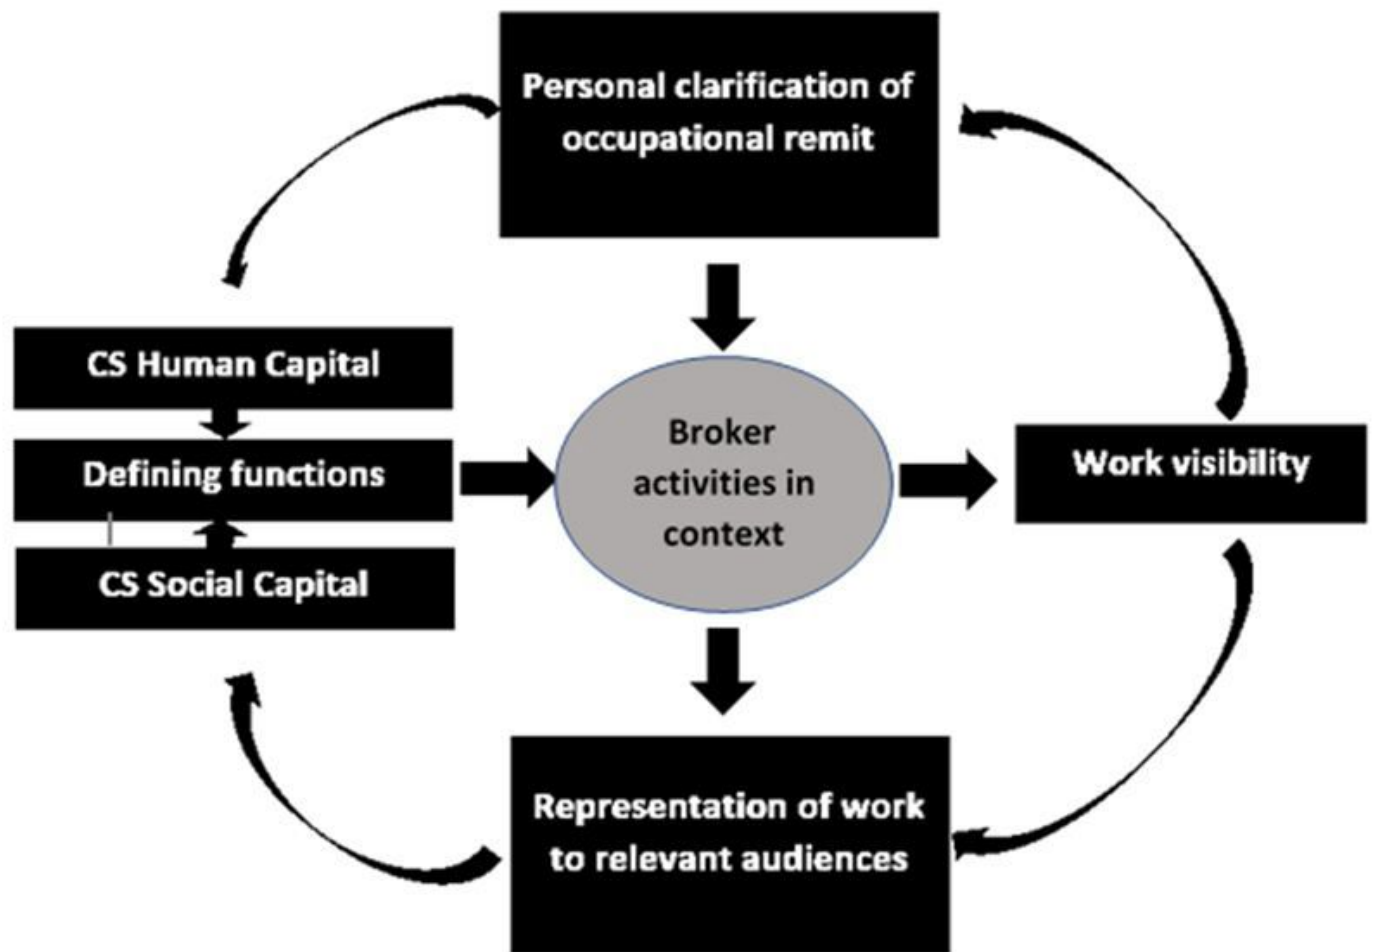 Personal clarification of
occupational remit
CS Human Capital
Defining functions
CS Social Capital
Broker
activities in
context
Work visibility
Representation of work
to relevant audiences